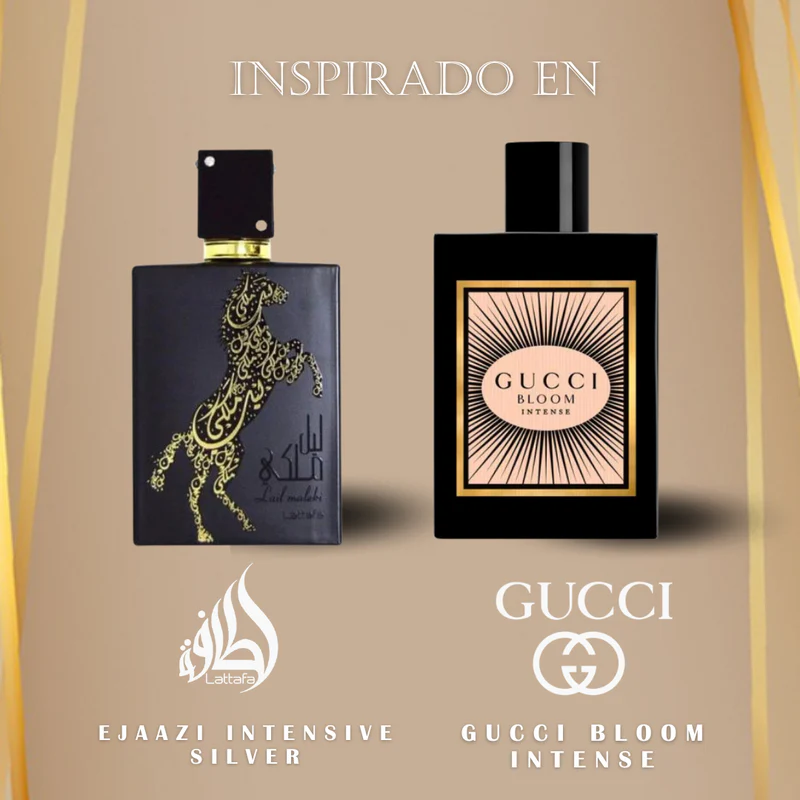 INSPIRADO EN
ليل
ملكي
Lail maleki
Lattafa
GUCCI
BLOOM
INTENSE
لطافة
Lattafa
GUCCI
EJAAZI INTENSIVE
SILVER
GUCCI BLOOM
INTENSE